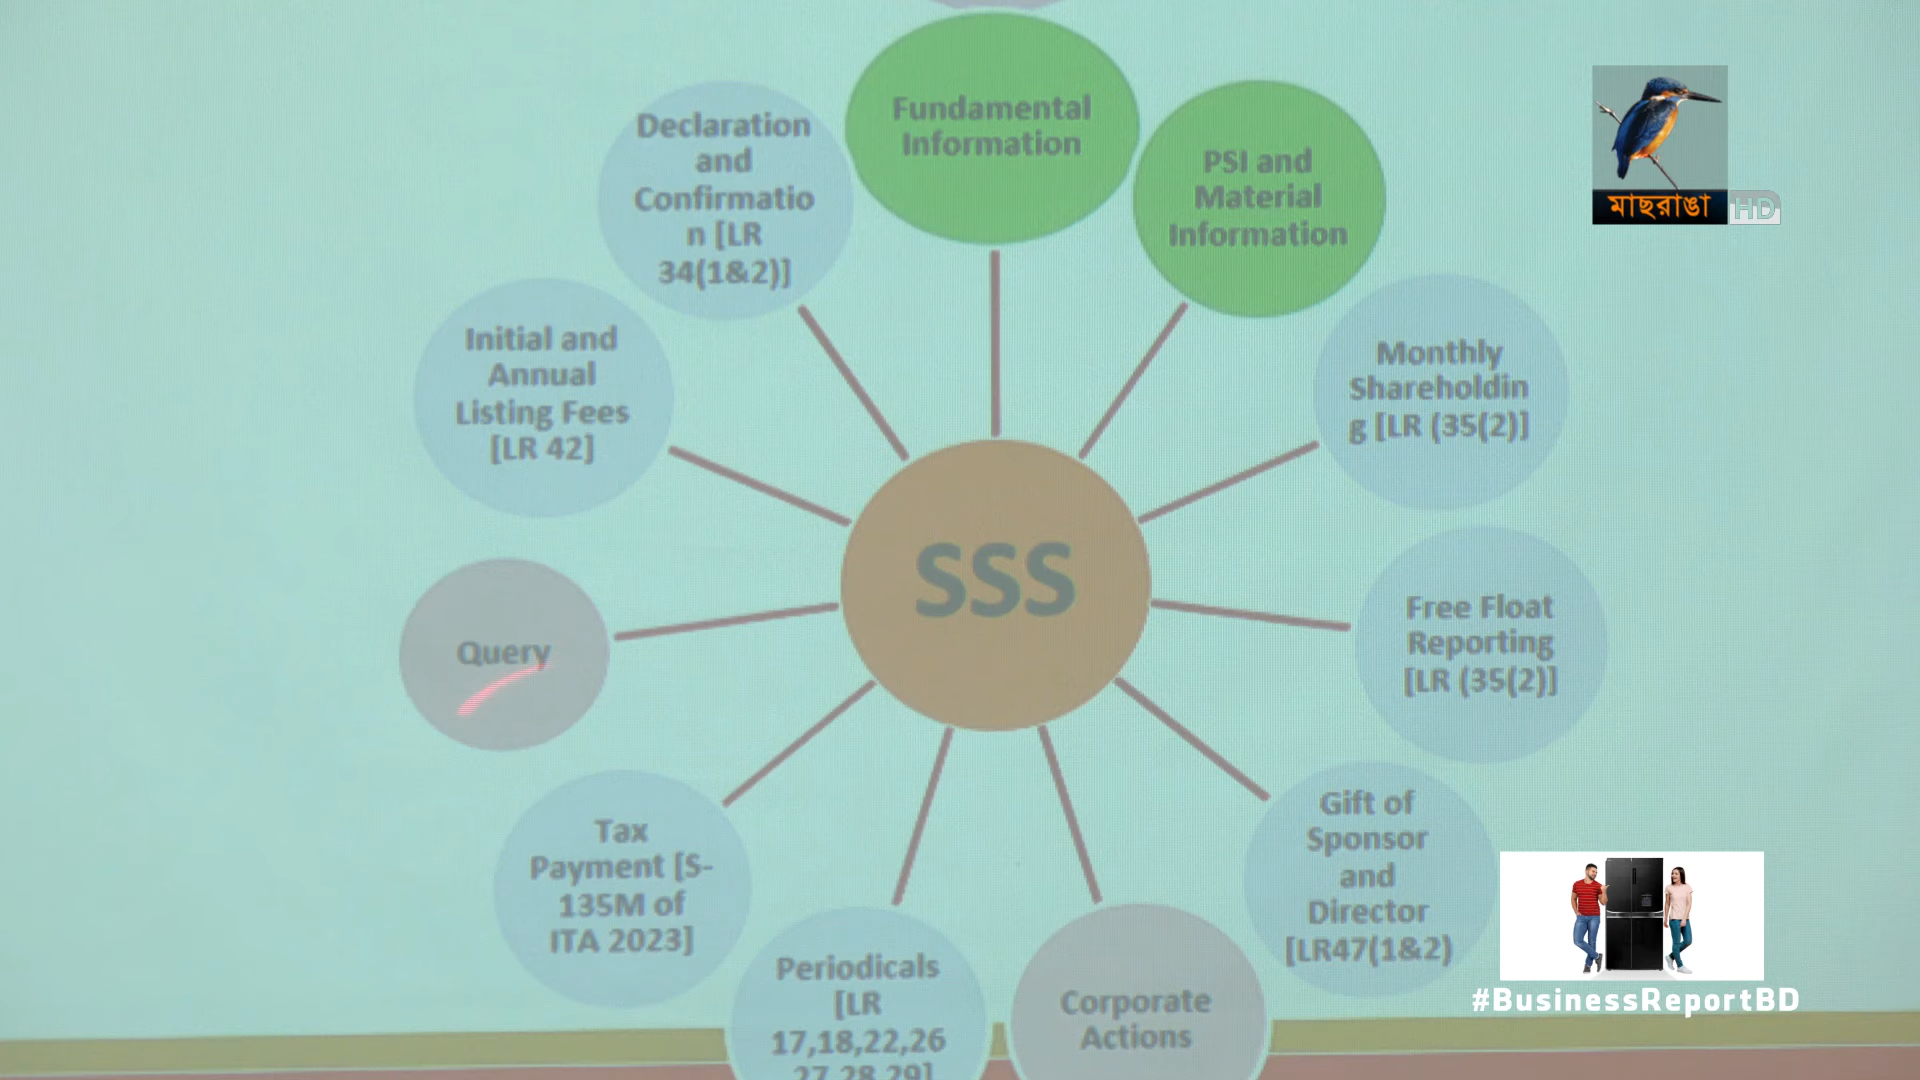 Fundamental
Information
PSI and
Material
Information
Monthly
Shareholdin
g [LR (35(2)]
Free Float
Reporting
[LR (35(2)]
Gift of
Sponsor
and
Director
[LR47(1&2)
Corporate
Actions
Periodicals
[LR
17,18,22,26
27,28,29]
Tax
Payment [S-
135M of
ITA 2023]
Query
Initial and
Annual
Listing Fees
[LR 42]
Declaration
and
Confirmatio
n [LR
34(1&2)]
SSS
মাছরাঙা
HD
#BusinessReportBD